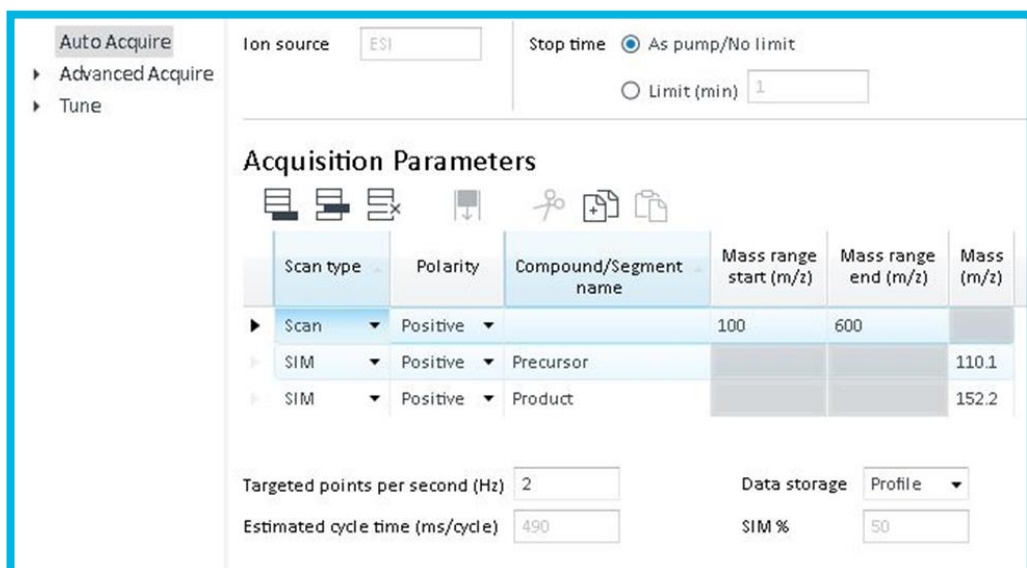 Auto Acquire
Advanced Acquire
Tune
Ion source ESI
Stop time As pump/No limit
Limit (min) 1
Acquisition Parameters
Scan type Polarity Compound/Segment name Mass range start (m/z) Mass range end (m/z) Mass (m/z)
Scan Positive 100 600
SIM Positive Precursor 110.1
SIM Positive Product 152.2
Targeted points per second (Hz) 2 Data storage Profile
Estimated cycle time (ms/cycle) 490 SIM % 50